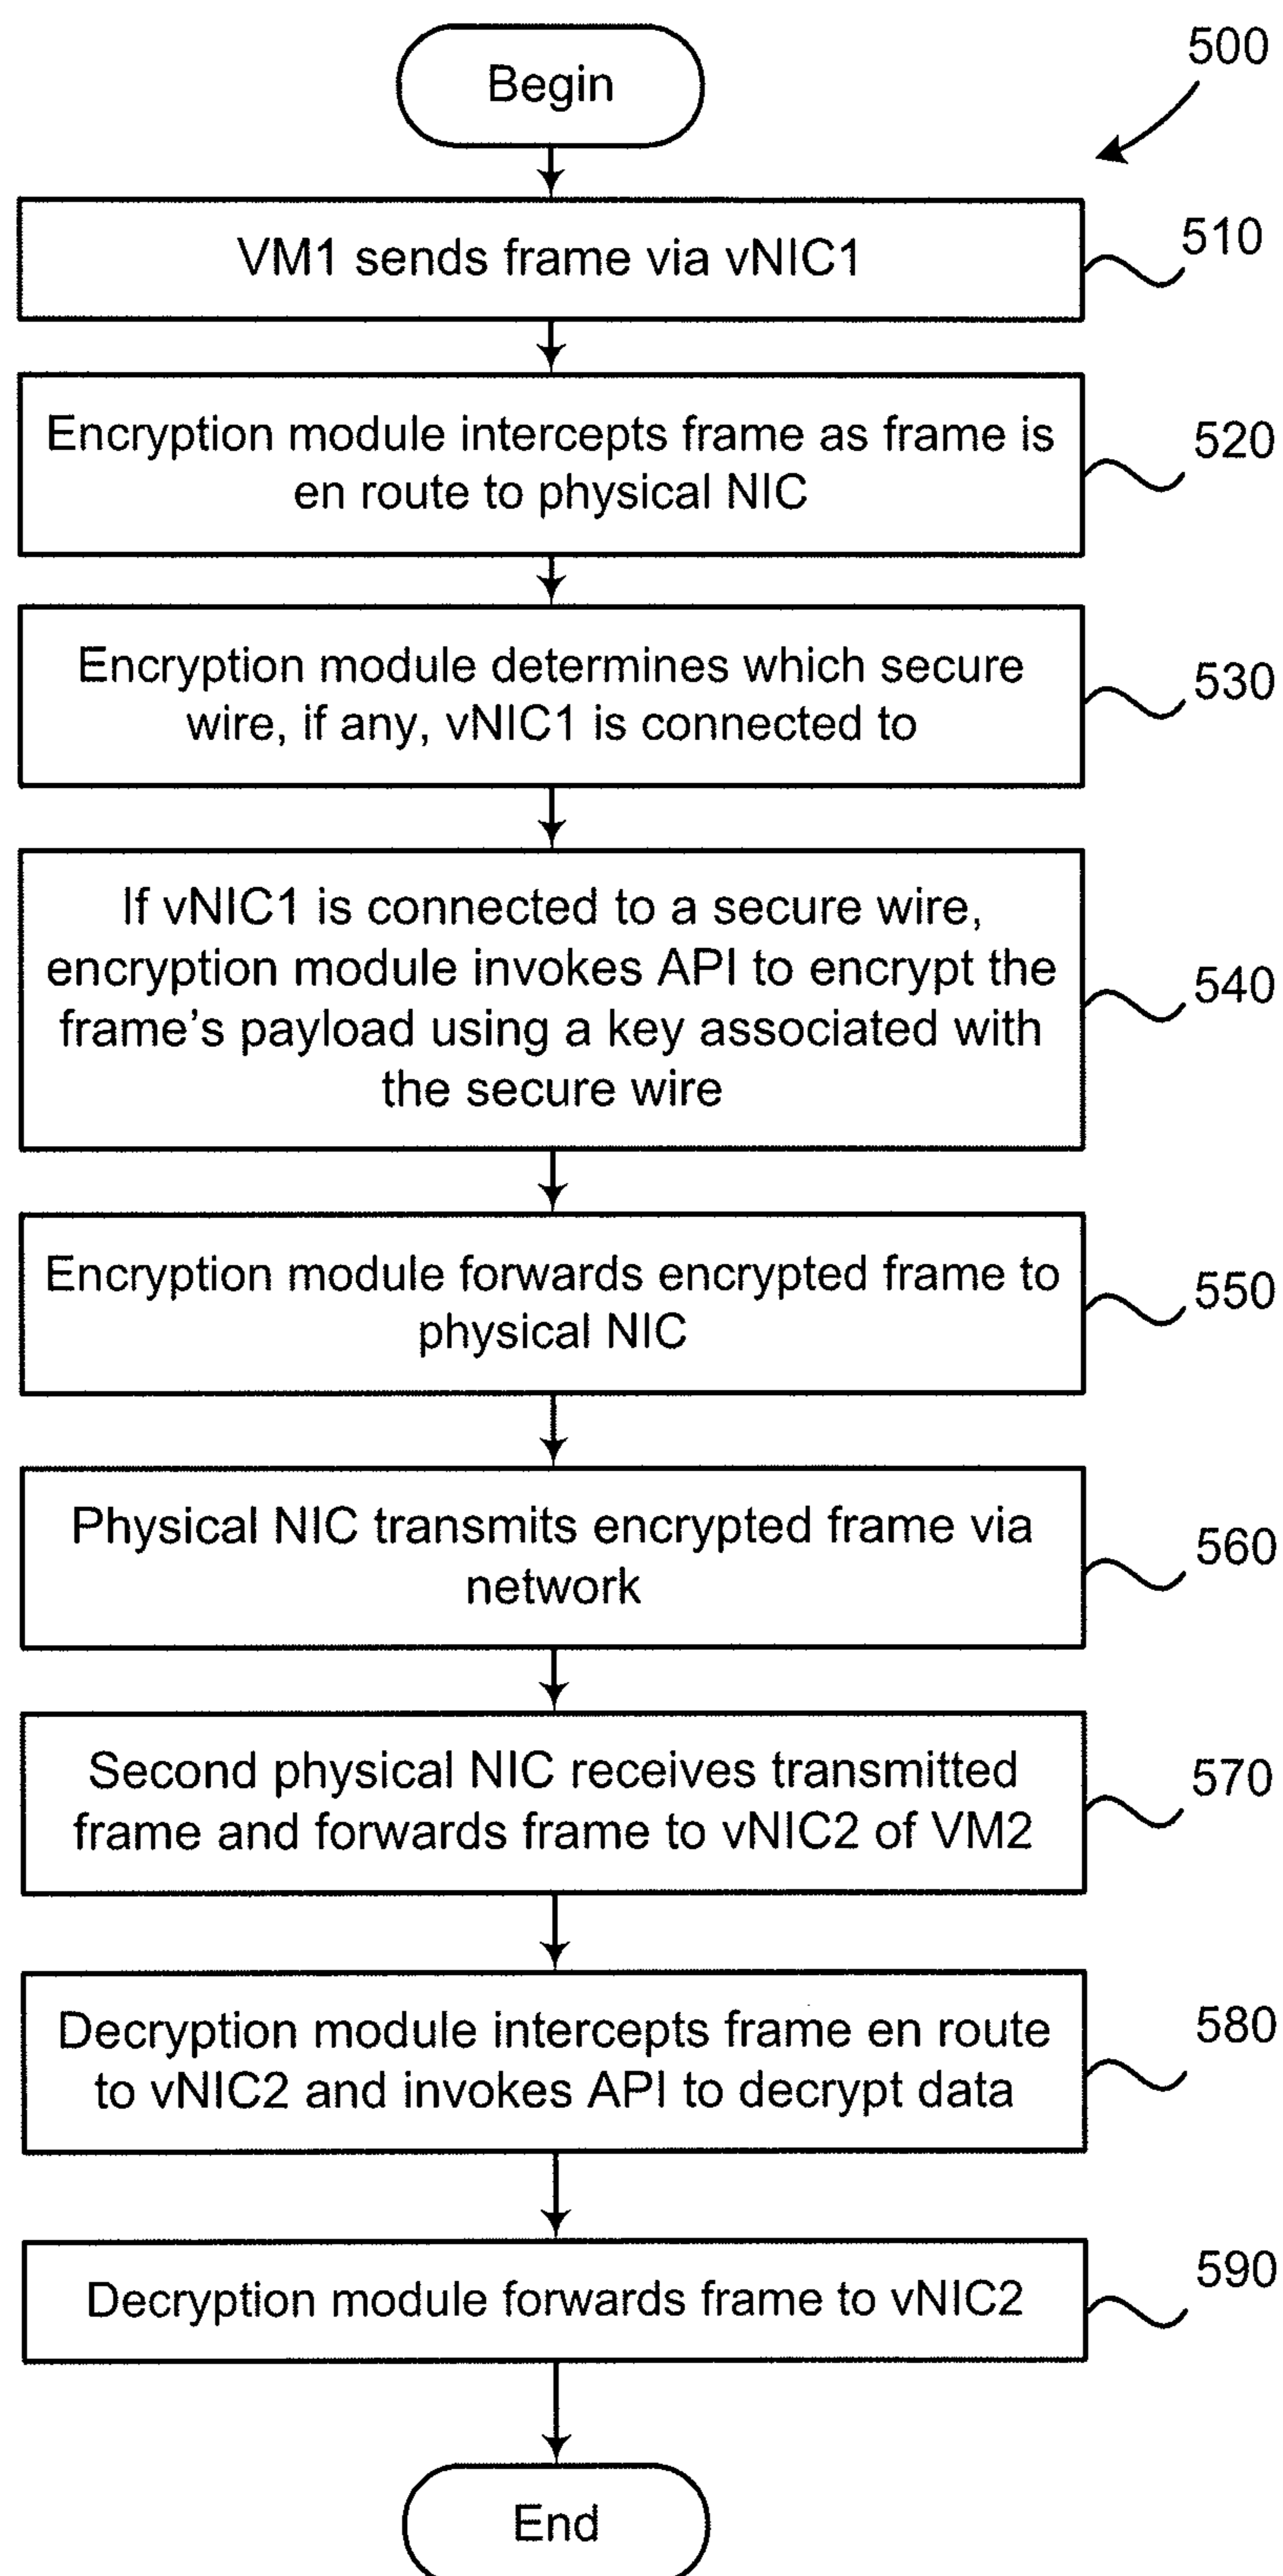 Begin
500
VM1 sends frame via vNIC1
510
Encryption module intercepts frame as frame is
en route to physical NIC
520
Encryption module determines which secure
wire, if any, vNIC1 is connected to
530
If vNIC1 is connected to a secure wire,
encryption module invokes API to encrypt the
frame's payload using a key associated with
the secure wire
540
Encryption module forwards encrypted frame to
physical NIC
550
Physical NIC transmits encrypted frame via
network
560
Second physical NIC receives transmitted
frame and forwards frame to vNIC2 of VM2
570
Decryption module intercepts frame en route
to vNIC2 and invokes API to decrypt data
580
Decryption module forwards frame to vNIC2
590
End